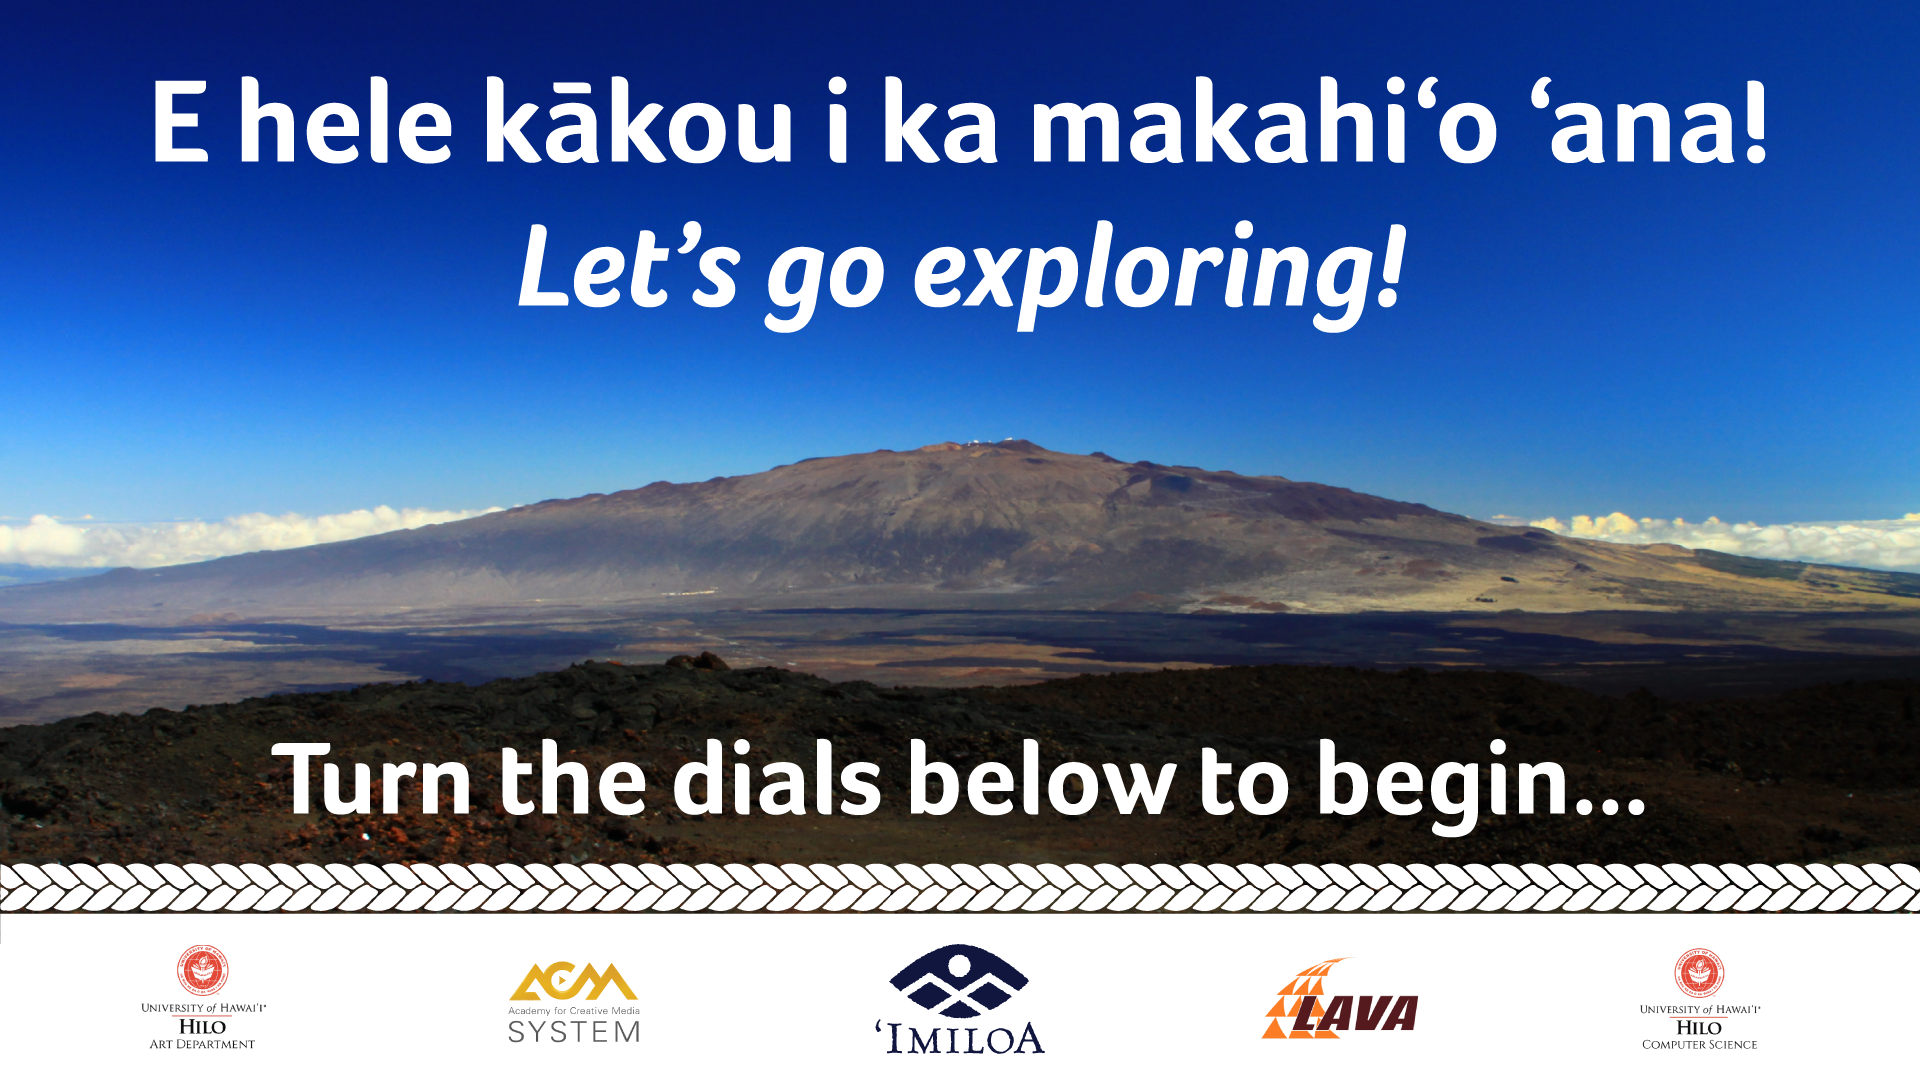 E hele kākou i ka makahiʻo ʻana!
Let’s go exploring!
Turn the dials below to begin...
University of Hawaiʻi®
Hilo
Art Department
ACM
Academy for Creative Media
SYSTEM
ʻIMILOA
LAVA
University of Hawaiʻi®
Hilo
Computer Science